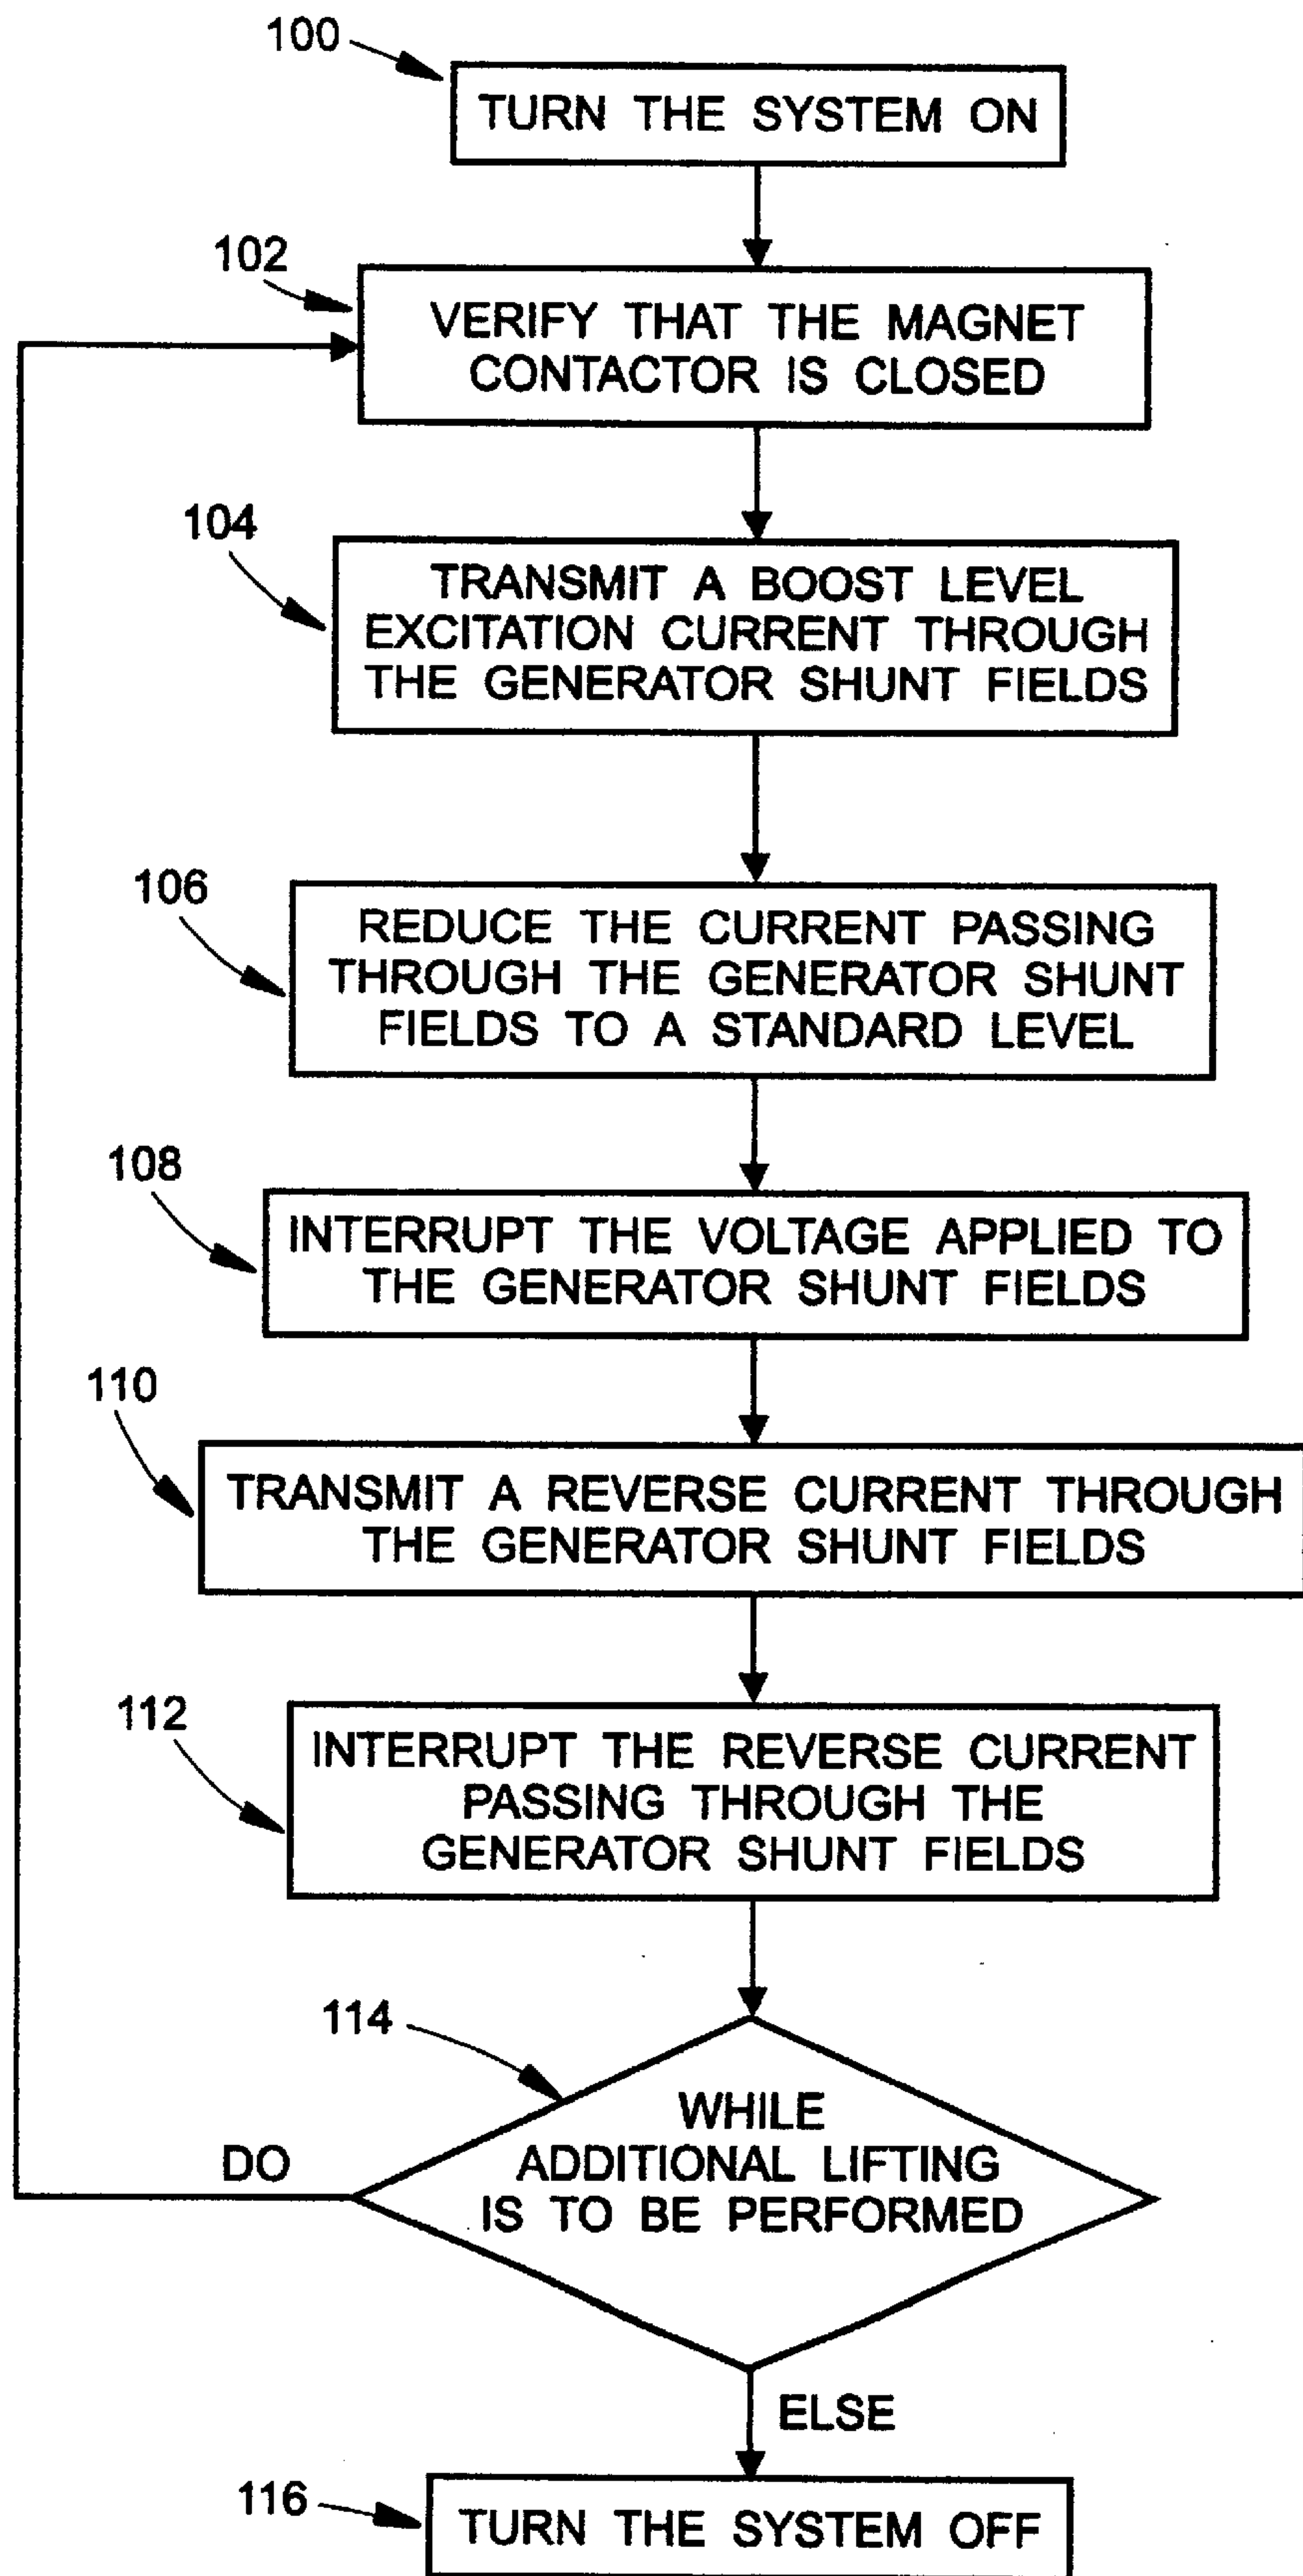 100
TURN THE SYSTEM ON
102
VERIFY THAT THE MAGNET
CONTACTOR IS CLOSED
104
TRANSMIT A BOOST LEVEL
EXCITATION CURRENT THROUGH
THE GENERATOR SHUNT FIELDS
106
REDUCE THE CURRENT PASSING
THROUGH THE GENERATOR SHUNT
FIELDS TO A STANDARD LEVEL
108
INTERRUPT THE VOLTAGE APPLIED TO
THE GENERATOR SHUNT FIELDS
110
TRANSMIT A REVERSE CURRENT THROUGH
THE GENERATOR SHUNT FIELDS
112
INTERRUPT THE REVERSE CURRENT
PASSING THROUGH THE
GENERATOR SHUNT FIELDS
114
WHILE
ADDITIONAL LIFTING
IS TO BE PERFORMED
DO
ELSE
116
TURN THE SYSTEM OFF